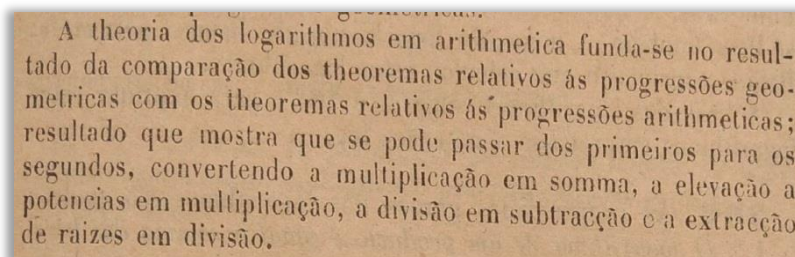 A theoria dos logarithmos em arithmetica funda-se no resul-
tado da comparação dos theoremas relativos ás progressões geo-
metricas com os theoremas relativos ás progressões arithmeticas;
resultado que mostra que se pode passar dos primeiros para os
segundos, convertendo a multiplicação em somma, a elevação a
potencias em multiplicação, a divisão em subtracção e a extracção
de raizes em divisão.